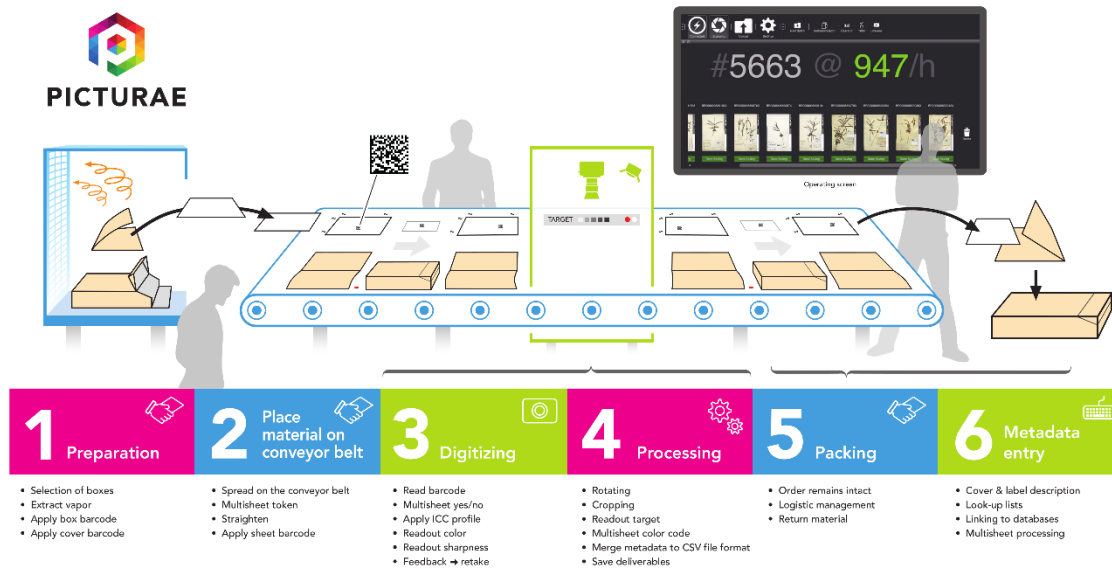 PICTURAE
#5663 @ 947/h
Operating screen
TARGET
1 Preparation
• Selection of boxes
• Extract vapor
• Apply box barcode
• Apply cover barcode
2 Place
material on
conveyor belt
• Spread on the conveyor belt
• Multisheet token
• Straighten
• Apply sheet barcode
3 Digitizing
• Read barcode
• Multisheet yes/no
• Apply ICC profile
• Readout color
• Readout sharpness
• Feedback ➔ retake
4 Processing
• Rotating
• Cropping
• Readout target
• Multisheet color code
• Merge metadata to CSV file format
• Save deliverables
5 Packing
• Order remains intact
• Logistic management
• Return material
6 Metadata
entry
• Cover & label description
• Look-up lists
• Linking to databases
• Multisheet processing